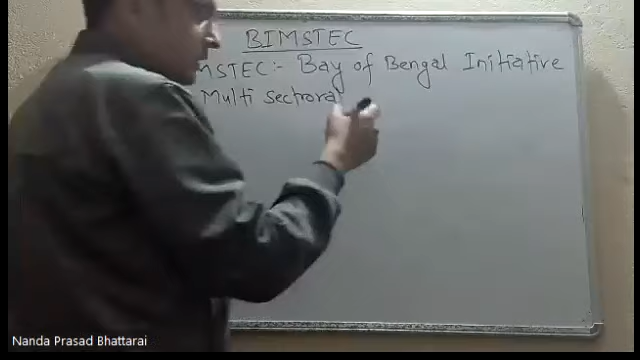 BIMSTEC
MSTEC:- Bay of Bengal Initiative
Multi Sectoral
Nanda Prasad Bhattarai